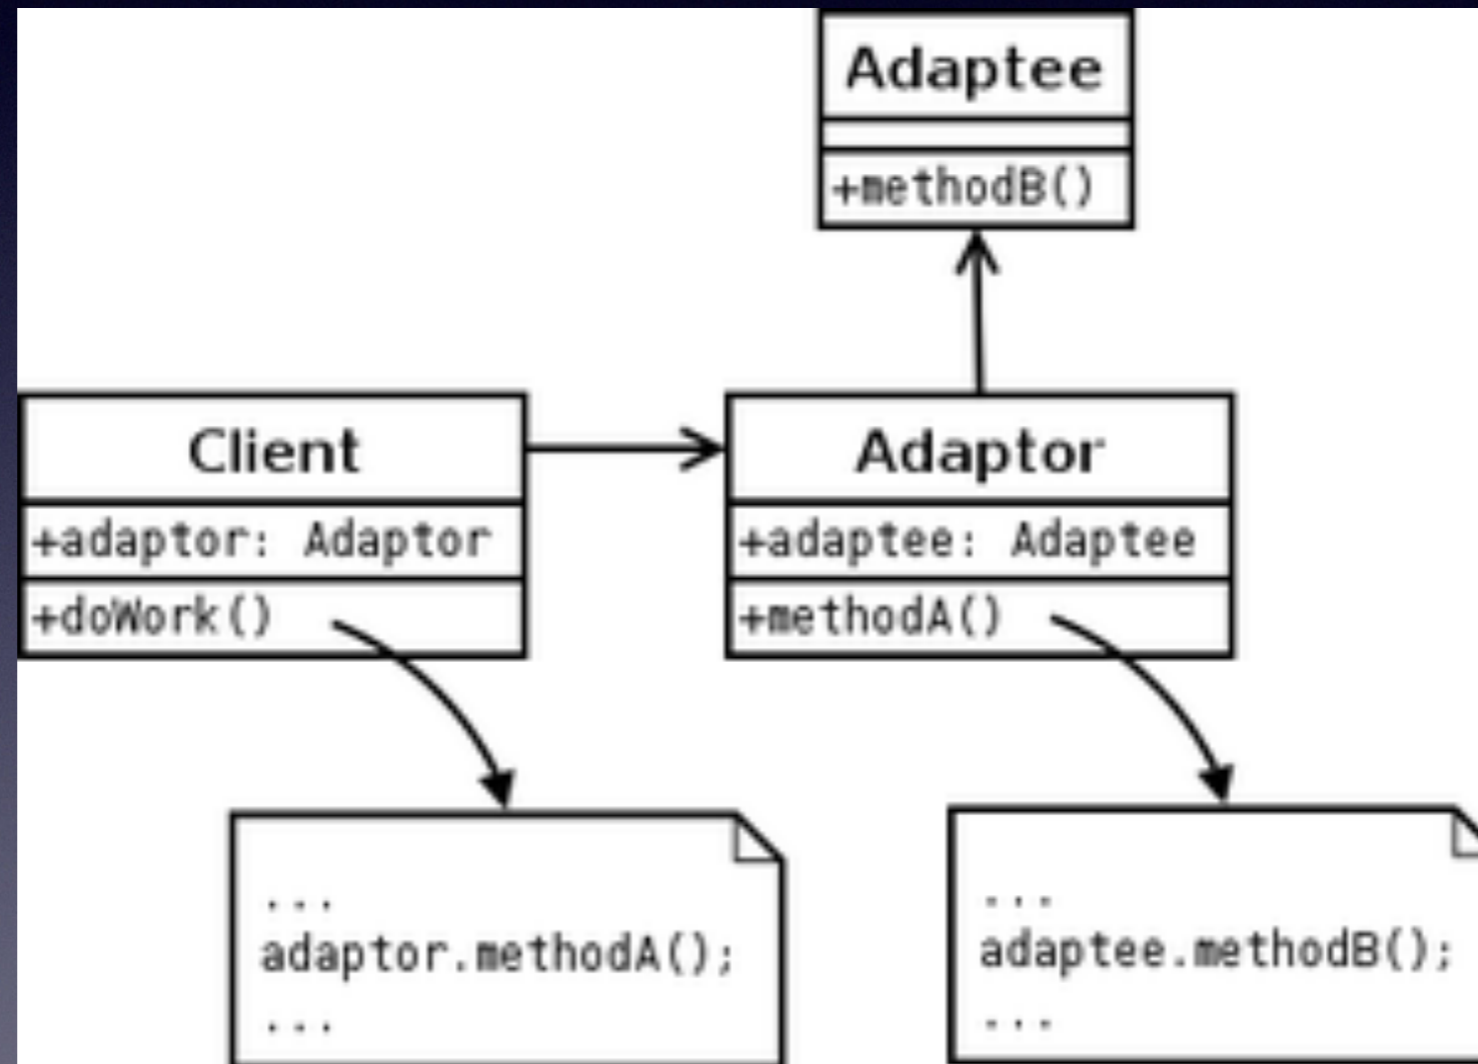 Adaptee
+methodB()
Client
+adaptor: Adaptor
+doWork()
Adaptor
+adaptee: Adaptee
+methodA()
...
adaptor.methodA();
...
...
adaptee.methodB();
...